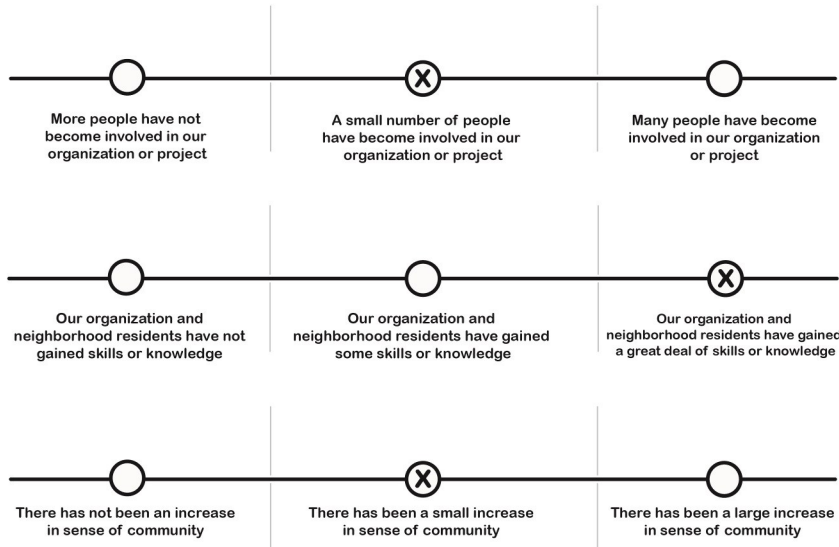 X
More people have not
become involved in our
organization or project
A small number of people
have become involved in our
organization or project
Many people have become
involved in our organization
or project
X
Our organization and
neighborhood residents have not
gained skills or knowledge
Our organization and
neighborhood residents have gained
some skills or knowledge
Our organization and
neighborhood residents have gained
a great deal of skills or knowledge
X
There has not been an increase
in sense of community
There has been a small increase
in sense of community
There has been a large increase
in sense of community